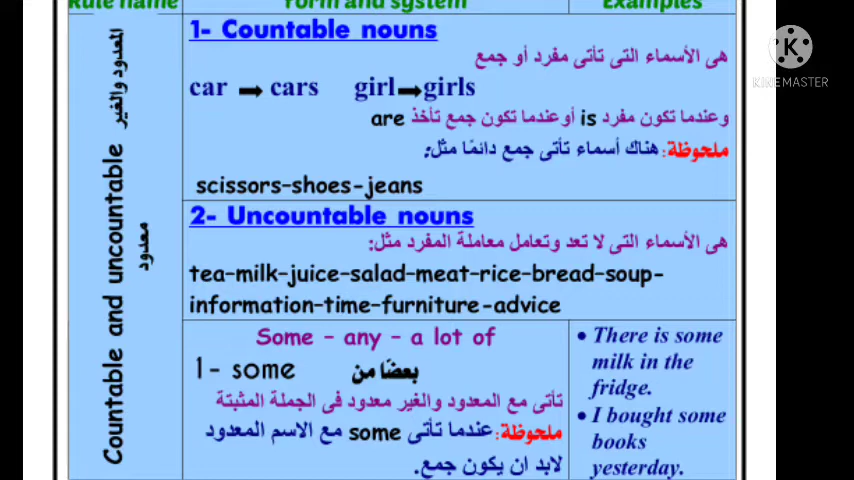 Rule name
form and system
Examples
المعدود والغير معدود
Countable and uncountable
1- Countable nouns
هى الأسماء التى تأتى مفرد أو جمع
car ➡ cars girl➡girls
وعندما تكون مفرد is أوعندما تكون جمع تأخذ are
ملحوظة: هناك أسماء تأتى جمع دائمًا مثل:
scissors-shoes-jeans
2- Uncountable nouns
هى الأسماء التى لا تعد وتعامل معاملة المفرد مثل:
tea-milk-juice-salad-meat-rice-bread-soup-
information-time-furniture-advice
Some - any - a lot of
1- some بعضًا من
تأتى مع المعدود والغير معدود فى الجملة المثبتة
ملحوظة: عندما تأتى some مع الاسم المعدود
لابد ان يكون جمع.
• There is some
milk in the
fridge.
• I bought some
books
yesterday.
K
KINEMASTER